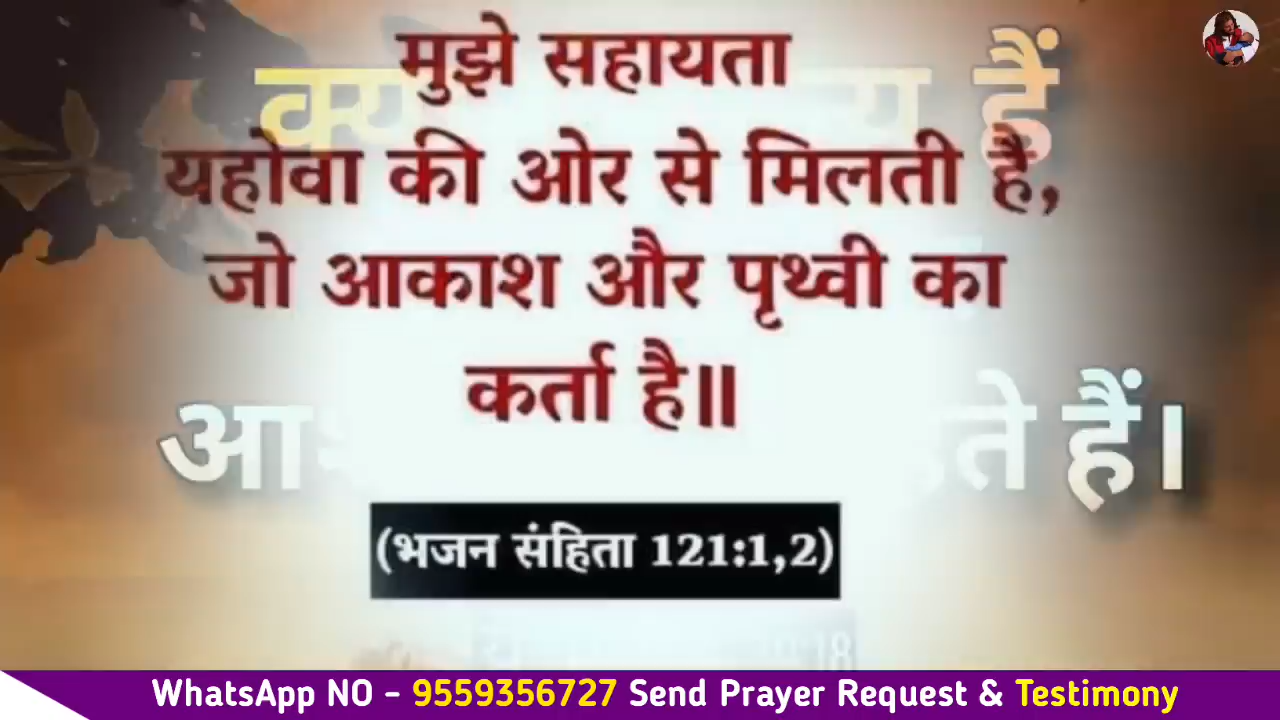 मुझे सहायता
यहोवा की ओर से मिलती है,
जो आकाश और पृथ्वी का
कर्ता है॥
हैं
हैं।
(भजन संहिता 121:1,2)
WhatsApp NO - 9559356727 Send Prayer Request & Testimony